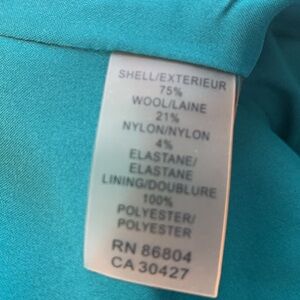 SHELL/EXTERIEUR
75%
WOOL/LAINE
21%
NYLON/NYLON
4%
ELASTANE/
ELASTANE
LINING/DOUBLURE
100%
POLYESTER/
POLYESTER
RN 86804
CA 30427